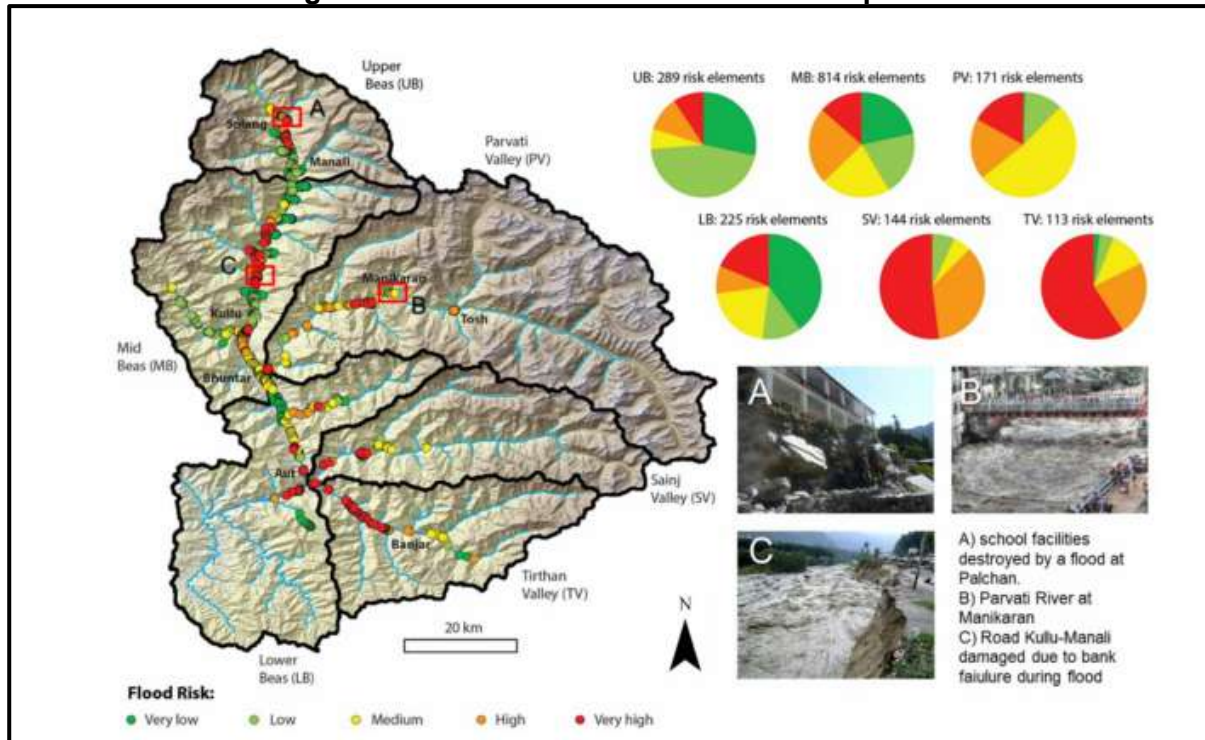 Upper
Beas (UB)
A
Solang
Manali
Parvati
Valley (PV)
C
Manikaran
B
Tosh
Kullu
Mid
Beas (MB)
Bhuntar
Aut
Sainj
Valley (SV)
Banjar
Tirthan
Valley (TV)
20 km
N
Lower
Beas (LB)
Flood Risk:
Very low
Low
Medium
High
Very high
UB: 289 risk elements
MB: 814 risk elements
PV: 171 risk elements
LB: 225 risk elements
SV: 144 risk elements
TV: 113 risk elements
A
B
C
A) school facilities
destroyed by a flood at
Palchan.
B) Parvati River at
Manikaran
C) Road Kullu-Manali
damaged due to bank
faiulure during flood